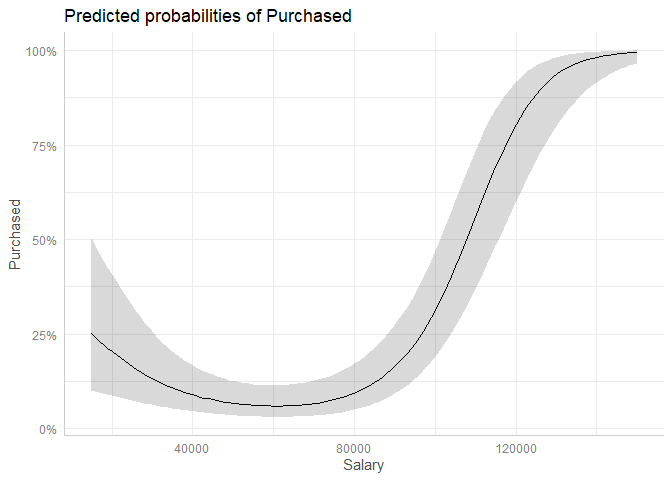 Predicted probabilities of Purchased
100%
75%
50%
25%
0%
Purchased
40000
80000
120000
Salary